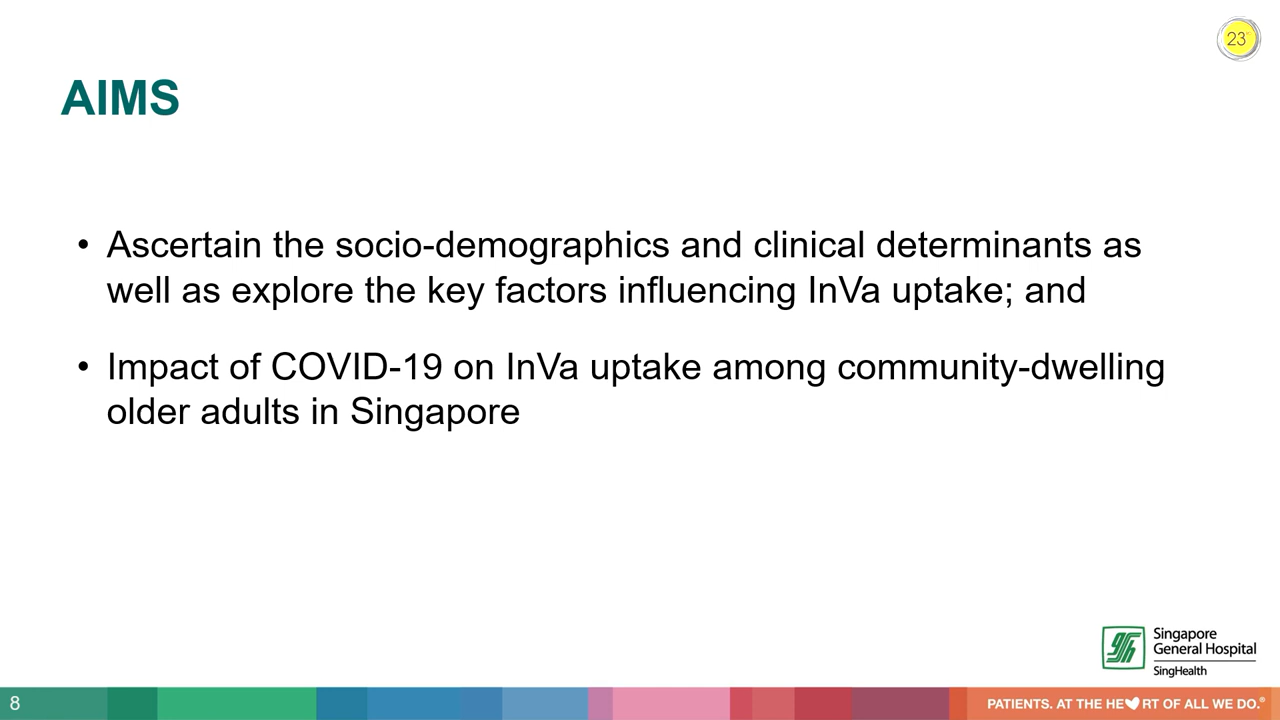 23
AIMS
• Ascertain the socio-demographics and clinical determinants as
well as explore the key factors influencing InVa uptake; and
• Impact of COVID-19 on InVa uptake among community-dwelling
older adults in Singapore
Singapore
General Hospital
SingHealth
8
PATIENTS. AT THE HE♥RT OF ALL WE DO.®